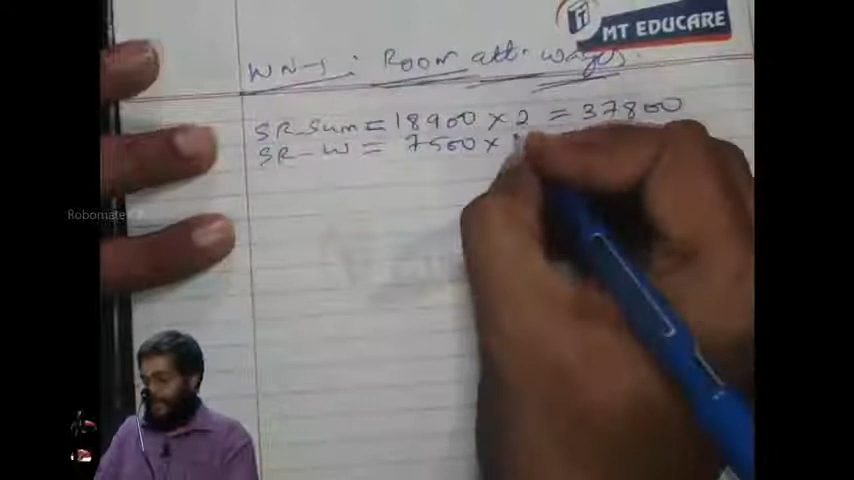 MT EDUCARE
WN-1 : Room att. wages.
SR-Sum = 18900 × 2 = 37800
SR-W = 7500 ×
Robomate